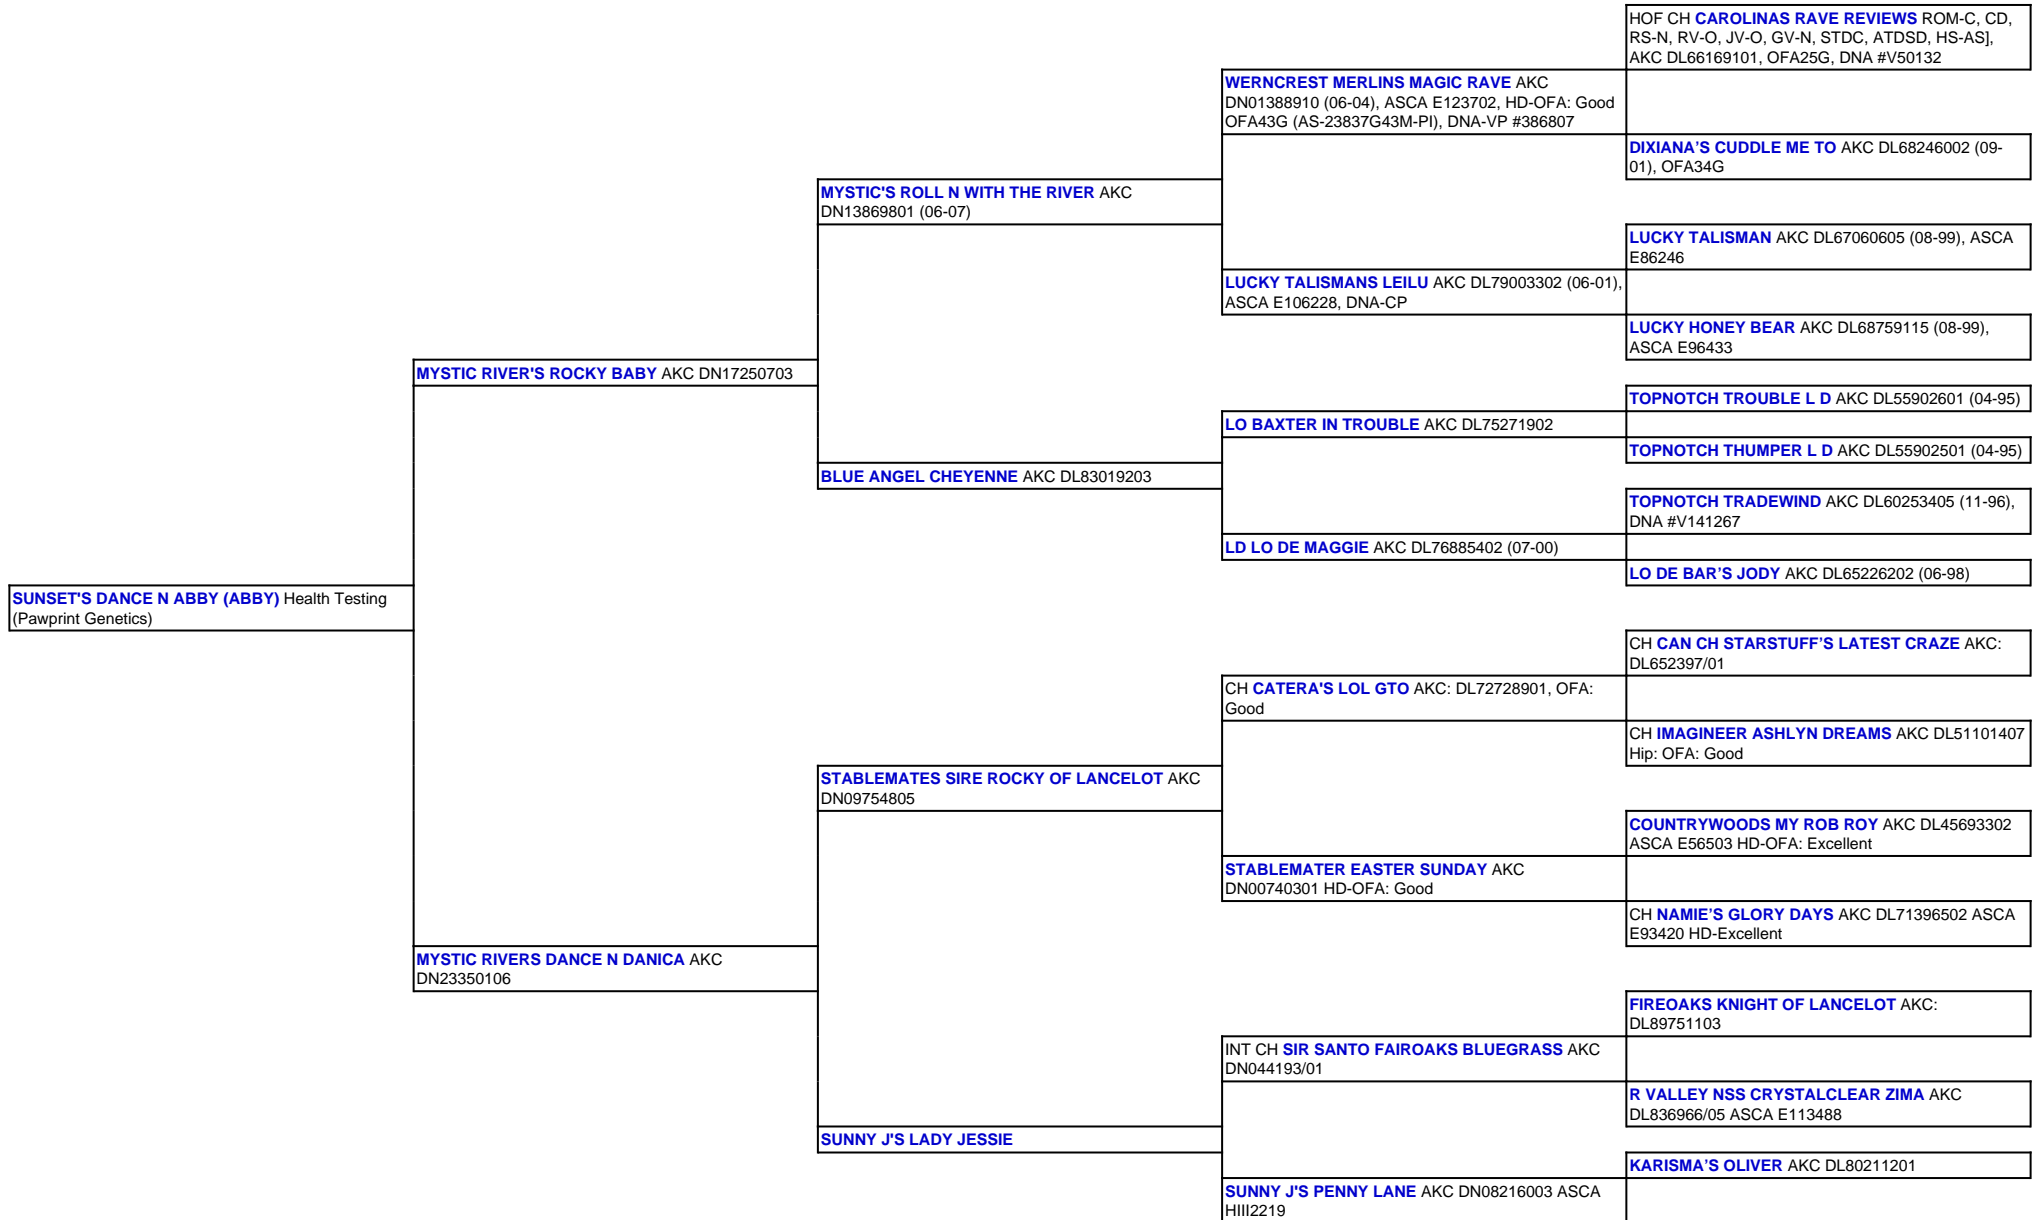 HOF CH CAROLINAS RAVE REVIEWS ROM-C, CD,
RS-N, RV-O, JV-O, GV-N, STDC, ATDSD, HS-AS],
AKC DL66169101, OFA25G, DNA #V50132
WERNCREST MERLINS MAGIC RAVE AKC
DN01388910 (06-04), ASCA E123702, HD-OFA: Good
OFA43G (AS-23837G43M-PI), DNA-VP #386807
DIXIANA’S CUDDLE ME TO AKC DL68246002 (09-
01), OFA34G
MYSTIC'S ROLL N WITH THE RIVER AKC
DN13869801 (06-07)
LUCKY TALISMAN AKC DL67060605 (08-99), ASCA
E86246
LUCKY TALISMANS LEILU AKC DL79003302 (06-01),
ASCA E106228, DNA-CP
LUCKY HONEY BEAR AKC DL68759115 (08-99),
ASCA E96433
MYSTIC RIVER'S ROCKY BABY AKC DN17250703
TOPNOTCH TROUBLE L D AKC DL55902601 (04-95)
LO BAXTER IN TROUBLE AKC DL75271902
TOPNOTCH THUMPER L D AKC DL55902501 (04-95)
BLUE ANGEL CHEYENNE AKC DL83019203
TOPNOTCH TRADEWIND AKC DL60253405 (11-96),
DNA #V141267
LD LO DE MAGGIE AKC DL76885402 (07-00)
LO DE BAR’S JODY AKC DL65226202 (06-98)
SUNSET'S DANCE N ABBY (ABBY) Health Testing
(Pawprint Genetics)
CH CAN CH STARSTUFF’S LATEST CRAZE AKC:
DL652397/01
CH CATERA'S LOL GTO AKC: DL72728901, OFA:
Good
CH IMAGINEER ASHLYN DREAMS AKC DL51101407
Hip: OFA: Good
STABLEMATES SIRE ROCKY OF LANCELOT AKC
DN09754805
COUNTRYWOODS MY ROB ROY AKC DL45693302
ASCA E56503 HD-OFA: Excellent
STABLEMATER EASTER SUNDAY AKC
DN00740301 HD-OFA: Good
CH NAMIE’S GLORY DAYS AKC DL71396502 ASCA
E93420 HD-Excellent
MYSTIC RIVERS DANCE N DANICA AKC
DN23350106
FIREOAKS KNIGHT OF LANCELOT AKC:
DL89751103
INT CH SIR SANTO FAIROAKS BLUEGRASS AKC
DN044193/01
R VALLEY NSS CRYSTALCLEAR ZIMA AKC
DL836966/05 ASCA E113488
SUNNY J'S LADY JESSIE
KARISMA’S OLIVER AKC DL80211201
SUNNY J'S PENNY LANE AKC DN08216003 ASCA
HIII2219